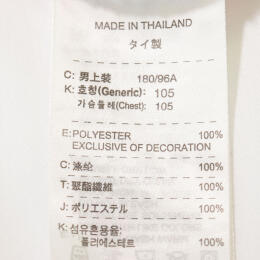 MADE IN THAILAND
タイ製
C: 男上裝 180/96A
K: 호칭(Generic): 105
가슴둘레(Chest): 105
E:POLYESTER 100%
EXCLUSIVE OF DECORATION
C: 涤纶 100%
T: 聚酯纖維 100%
J: ポリエステル 100%
K: 섬유혼용율:
폴리에스테르 100%